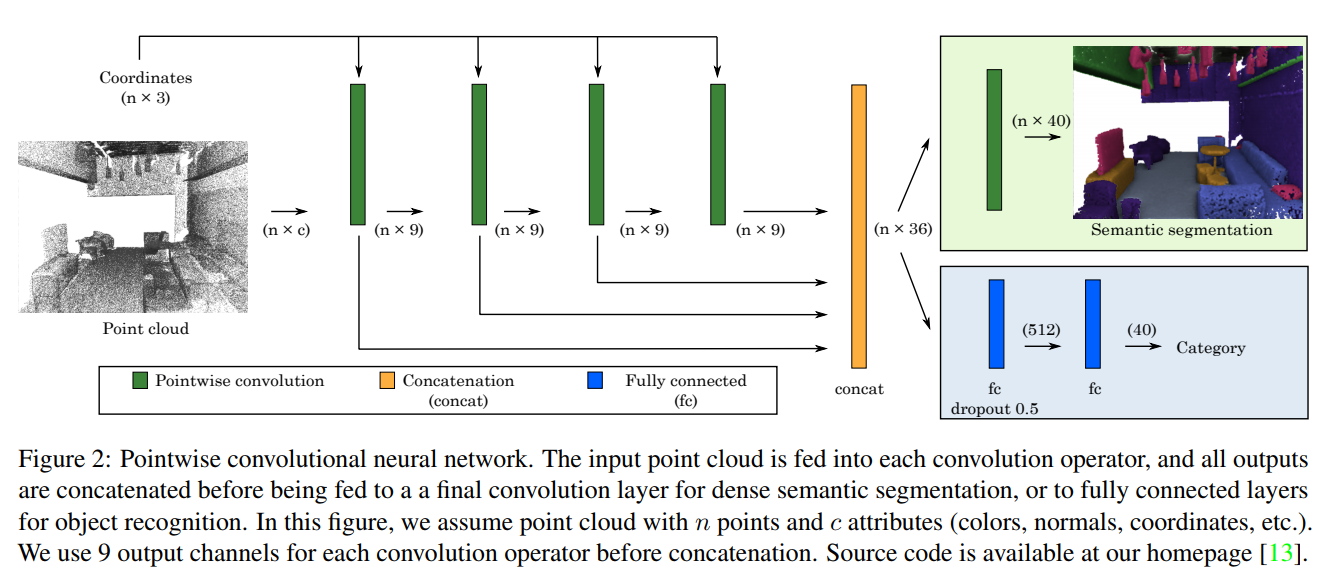 Coordinates
(n × 3)
Point cloud
(n × c)
(n × 9)
(n × 9)
(n × 9)
(n × 9)
concat
(n × 36)
(n × 40)
Semantic segmentation
(512)
(40)
Category
fc
dropout 0.5
fc
Pointwise convolution
Concatenation
(concat)
Fully connected
(fc)
Figure 2: Pointwise convolutional neural network. The input point cloud is fed into each convolution operator, and all outputs
are concatenated before being fed to a a final convolution layer for dense semantic segmentation, or to fully connected layers
for object recognition. In this figure, we assume point cloud with n points and c attributes (colors, normals, coordinates, etc.).
We use 9 output channels for each convolution operator before concatenation. Source code is available at our homepage [13].